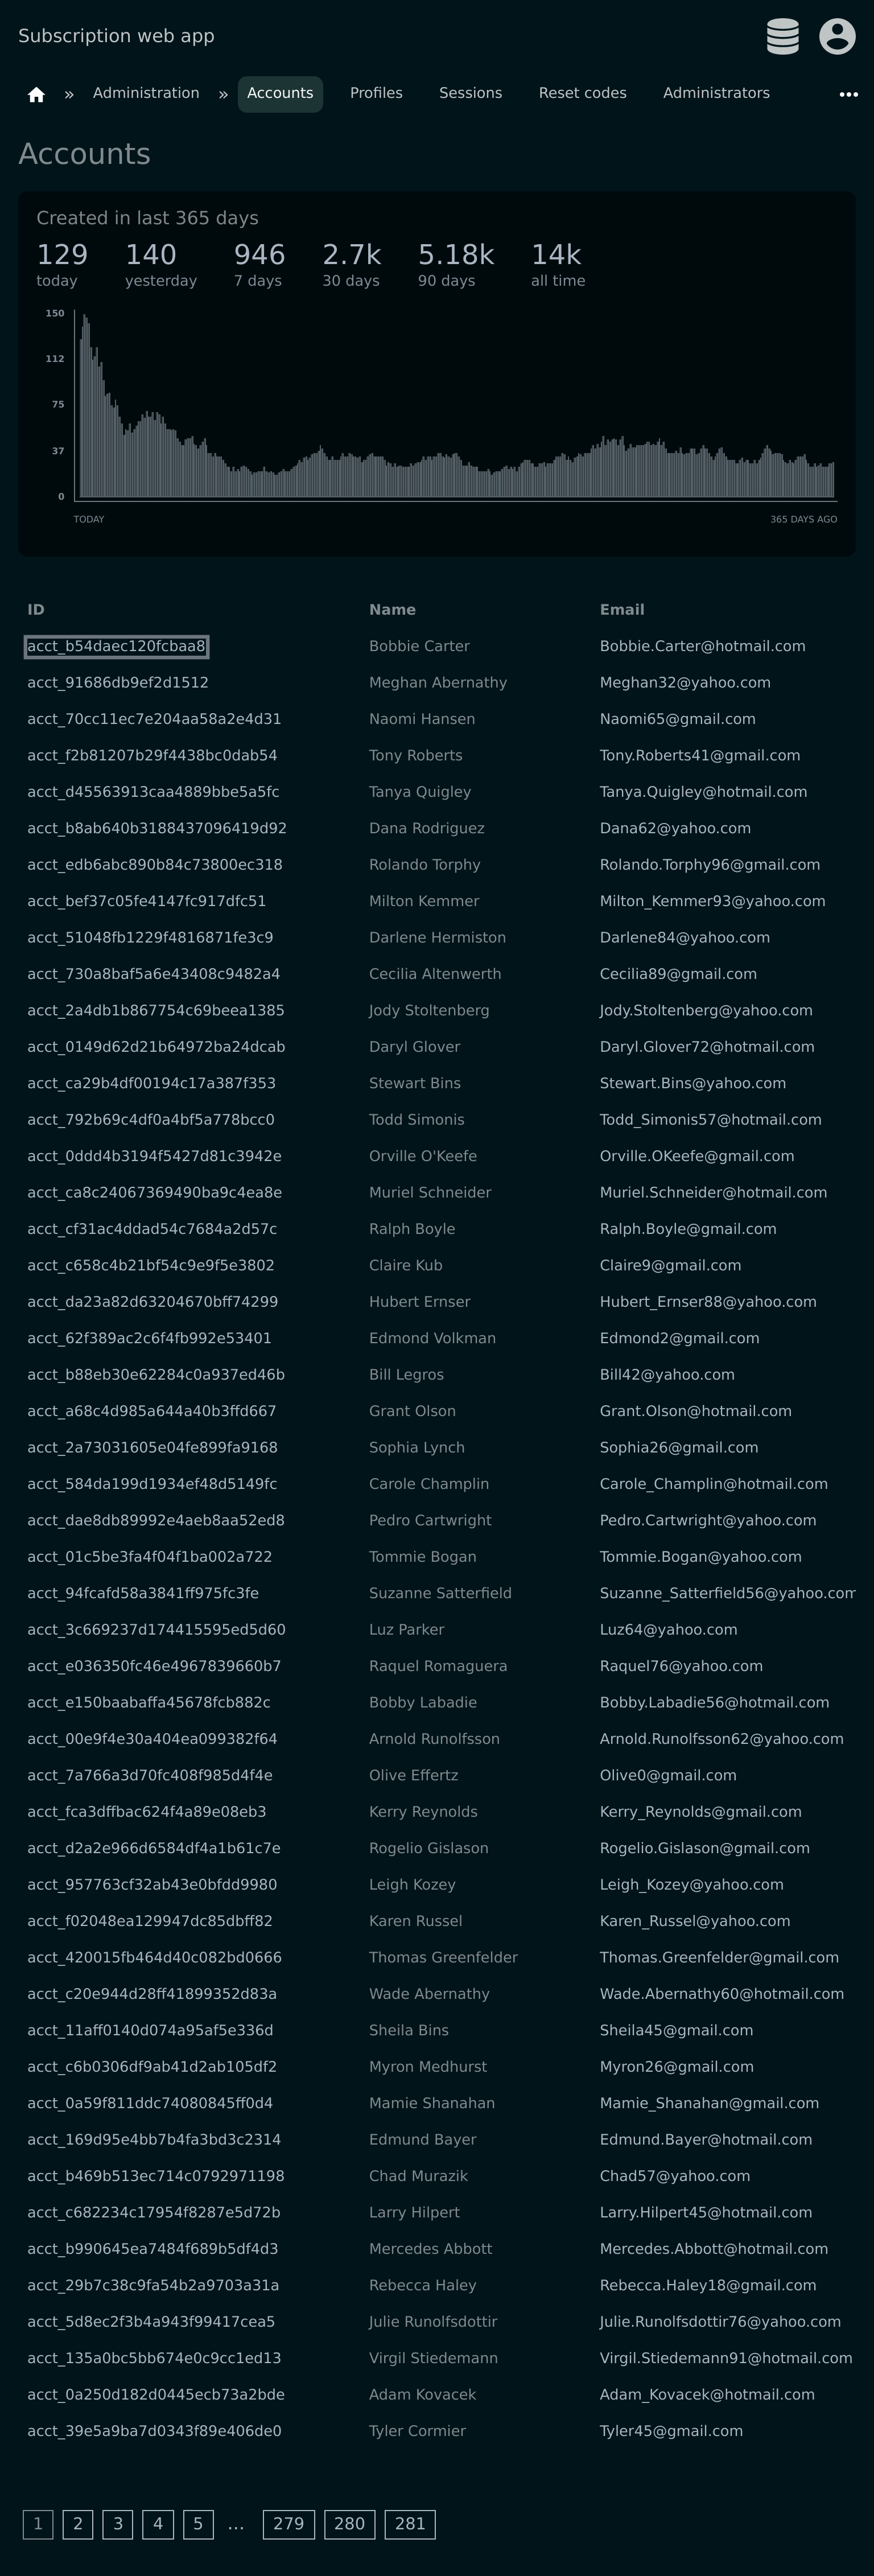 Subscription web app
» Administration » Accounts Profiles Sessions Reset codes Administrators
Accounts
Created in last 365 days
129 140 946 2.7k 5.18k 14k
today yesterday 7 days 30 days 90 days all time
150
112
75
37
0
TODAY 365 DAYS AGO
ID Name Email
acct_b54daec120fcbaa8 Bobbie Carter Bobbie.Carter@hotmail.com
acct_91686db9ef2d1512 Meghan Abernathy Meghan32@yahoo.com
acct_70cc11ec7e204aa58a2e4d31 Naomi Hansen Naomi65@gmail.com
acct_f2b81207b29f4438bc0dab54 Tony Roberts Tony.Roberts41@gmail.com
acct_d45563913caa4889bbe5a5fc Tanya Quigley Tanya.Quigley@hotmail.com
acct_b8ab640b3188437096419d92 Dana Rodriguez Dana62@yahoo.com
acct_edb6abc890b84c73800ec318 Rolando Torphy Rolando.Torphy96@gmail.com
acct_bef37c05fe4147fc917dfc51 Milton Kemmer Milton_Kemmer93@yahoo.com
acct_51048fb1229f4816871fe3c9 Darlene Hermiston Darlene84@yahoo.com
acct_730a8baf5a6e43408c9482a4 Cecilia Altenwerth Cecilia89@gmail.com
acct_2a4db1b867754c69beea1385 Jody Stoltenberg Jody.Stoltenberg@yahoo.com
acct_0149d62d21b64972ba24dcab Daryl Glover Daryl.Glover72@hotmail.com
acct_ca29b4df00194c17a387f353 Stewart Bins Stewart.Bins@yahoo.com
acct_792b69c4df0a4bf5a778bcc0 Todd Simonis Todd_Simonis57@hotmail.com
acct_0ddd4b3194f5427d81c3942e Orville O'Keefe Orville.OKeefe@gmail.com
acct_ca8c24067369490ba9c4ea8e Muriel Schneider Muriel.Schneider@hotmail.com
acct_cf31ac4ddad54c7684a2d57c Ralph Boyle Ralph.Boyle@gmail.com
acct_c658c4b21bf54c9e9f5e3802 Claire Kub Claire9@gmail.com
acct_da23a82d63204670bff74299 Hubert Ernser Hubert_Ernser88@yahoo.com
acct_62f389ac2c6f4fb992e53401 Edmond Volkman Edmond2@gmail.com
acct_b88eb30e62284c0a937ed46b Bill Legros Bill42@yahoo.com
acct_a68c4d985a644a40b3ffd667 Grant Olson Grant.Olson@hotmail.com
acct_2a73031605e04fe899fa9168 Sophia Lynch Sophia26@gmail.com
acct_584da199d1934ef48d5149fc Carole Champlin Carole_Champlin@hotmail.com
acct_dae8db89992e4aeb8aa52ed8 Pedro Cartwright Pedro.Cartwright@yahoo.com
acct_01c5be3fa4f04f1ba002a722 Tommie Bogan Tommie.Bogan@yahoo.com
acct_94fcafd58a3841ff975fc3fe Suzanne Satterfield Suzanne_Satterfield56@yahoo.com
acct_3c669237d174415595ed5d60 Luz Parker Luz64@yahoo.com
acct_e036350fc46e4967839660b7 Raquel Romaguera Raquel76@yahoo.com
acct_e150baabaffa45678fcb882c Bobby Labadie Bobby.Labadie56@hotmail.com
acct_00e9f4e30a404ea099382f64 Arnold Runolfsson Arnold.Runolfsson62@yahoo.com
acct_7a766a3d70fc408f985d4f4e Olive Effertz Olive0@gmail.com
acct_fca3dffbac624f4a89e08eb3 Kerry Reynolds Kerry_Reynolds@gmail.com
acct_d2a2e966d6584df4a1b61c7e Rogelio Gislason Rogelio.Gislason@gmail.com
acct_957763cf32ab43e0bfdd9980 Leigh Kozey Leigh_Kozey@yahoo.com
acct_f02048ea129947dc85dbff82 Karen Russel Karen_Russel@yahoo.com
acct_420015fb464d40c082bd0666 Thomas Greenfelder Thomas.Greenfelder@gmail.com
acct_c20e944d28ff41899352d83a Wade Abernathy Wade.Abernathy60@hotmail.com
acct_11aff0140d074a95af5e336d Sheila Bins Sheila45@gmail.com
acct_c6b0306df9ab41d2ab105df2 Myron Medhurst Myron26@gmail.com
acct_0a59f811ddc74080845ff0d4 Mamie Shanahan Mamie_Shanahan@gmail.com
acct_169d95e4bb7b4fa3bd3c2314 Edmund Bayer Edmund.Bayer@hotmail.com
acct_b469b513ec714c0792971198 Chad Murazik Chad57@yahoo.com
acct_c682234c17954f8287e5d72b Larry Hilpert Larry.Hilpert45@hotmail.com
acct_b990645ea7484f689b5df4d3 Mercedes Abbott Mercedes.Abbott@hotmail.com
acct_29b7c38c9fa54b2a9703a31a Rebecca Haley Rebecca.Haley18@gmail.com
acct_5d8ec2f3b4a943f99417cea5 Julie Runolfsdottir Julie.Runolfsdottir76@yahoo.com
acct_135a0bc5bb674e0c9cc1ed13 Virgil Stiedemann Virgil.Stiedemann91@hotmail.com
acct_0a250d182d0445ecb73a2bde Adam Kovacek Adam_Kovacek@hotmail.com
acct_39e5a9ba7d0343f89e406de0 Tyler Cormier Tyler45@gmail.com
1 2 3 4 5 … 279 280 281